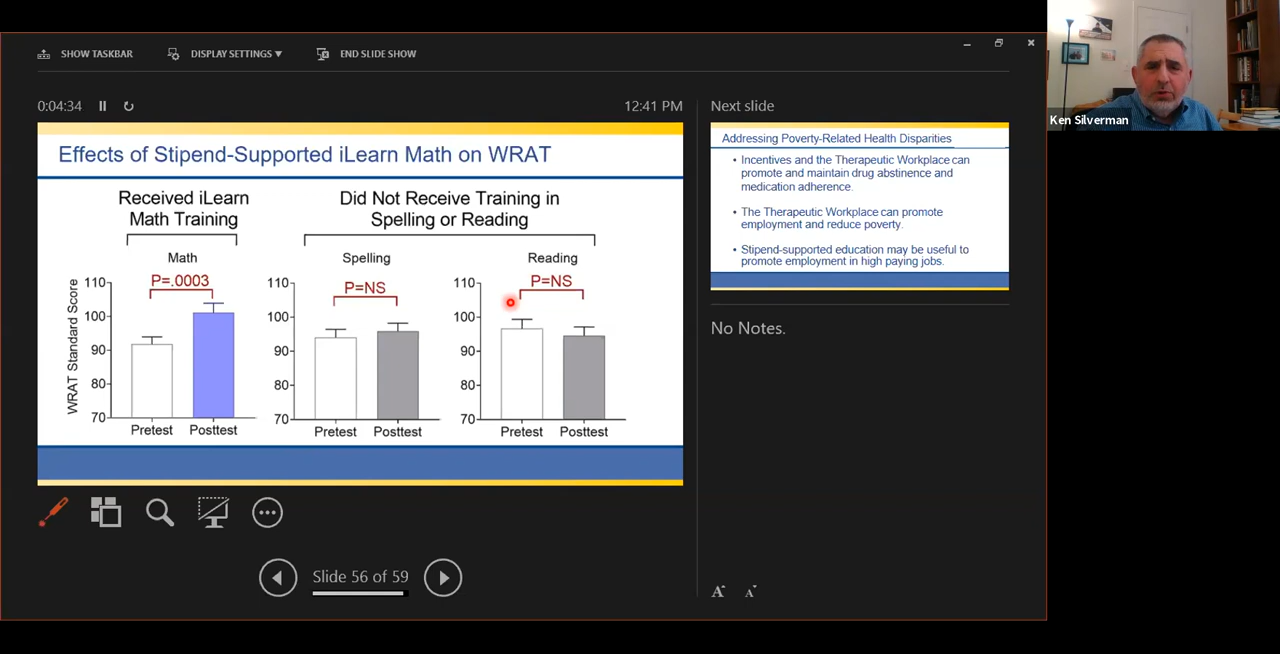 SHOW TASKBAR
DISPLAY SETTINGS ▼
END SLIDE SHOW
Ken Silverman
0:04:34
12:41 PM
Effects of Stipend-Supported iLearn Math on WRAT
Received iLearn
Math Training
Did Not Receive Training in
Spelling or Reading
Math
P=.0003
WRAT Standard Score
110
100
90
80
70
Pretest
Posttest
Spelling
P=NS
110
100
90
80
70
Pretest
Posttest
Reading
P=NS
110
100
90
80
70
Pretest
Posttest
Slide 56 of 59
Next slide
Addressing Poverty-Related Health Disparities
• Incentives and the Therapeutic Workplace can
promote and maintain drug abstinence and
medication adherence.
• The Therapeutic Workplace can promote
employment and reduce poverty.
• Stipend-supported education may be useful to
promote employment in high paying jobs.
No Notes.
A A